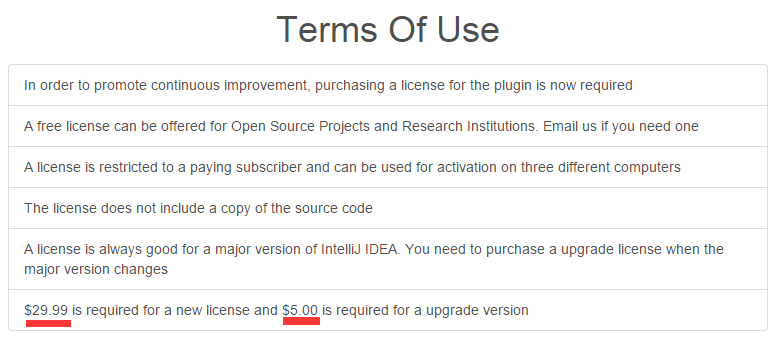 Terms Of Use
In order to promote continuous improvement, purchasing a license for the plugin is now required
A free license can be offered for Open Source Projects and Research Institutions. Email us if you need one
A license is restricted to a paying subscriber and can be used for activation on three different computers
The license does not include a copy of the source code
A license is always good for a major version of IntelliJ IDEA. You need to purchase a upgrade license when the
major version changes
$29.99 is required for a new license and $5.00 is required for a upgrade version